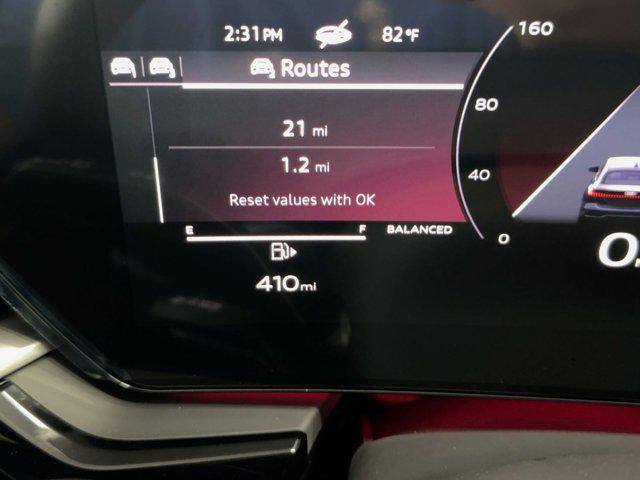 2:31PM 82°F
Routes
160
21 mi
80
1.2 mi
40
Reset values with OK
E F BALANCED
0
0
410mi